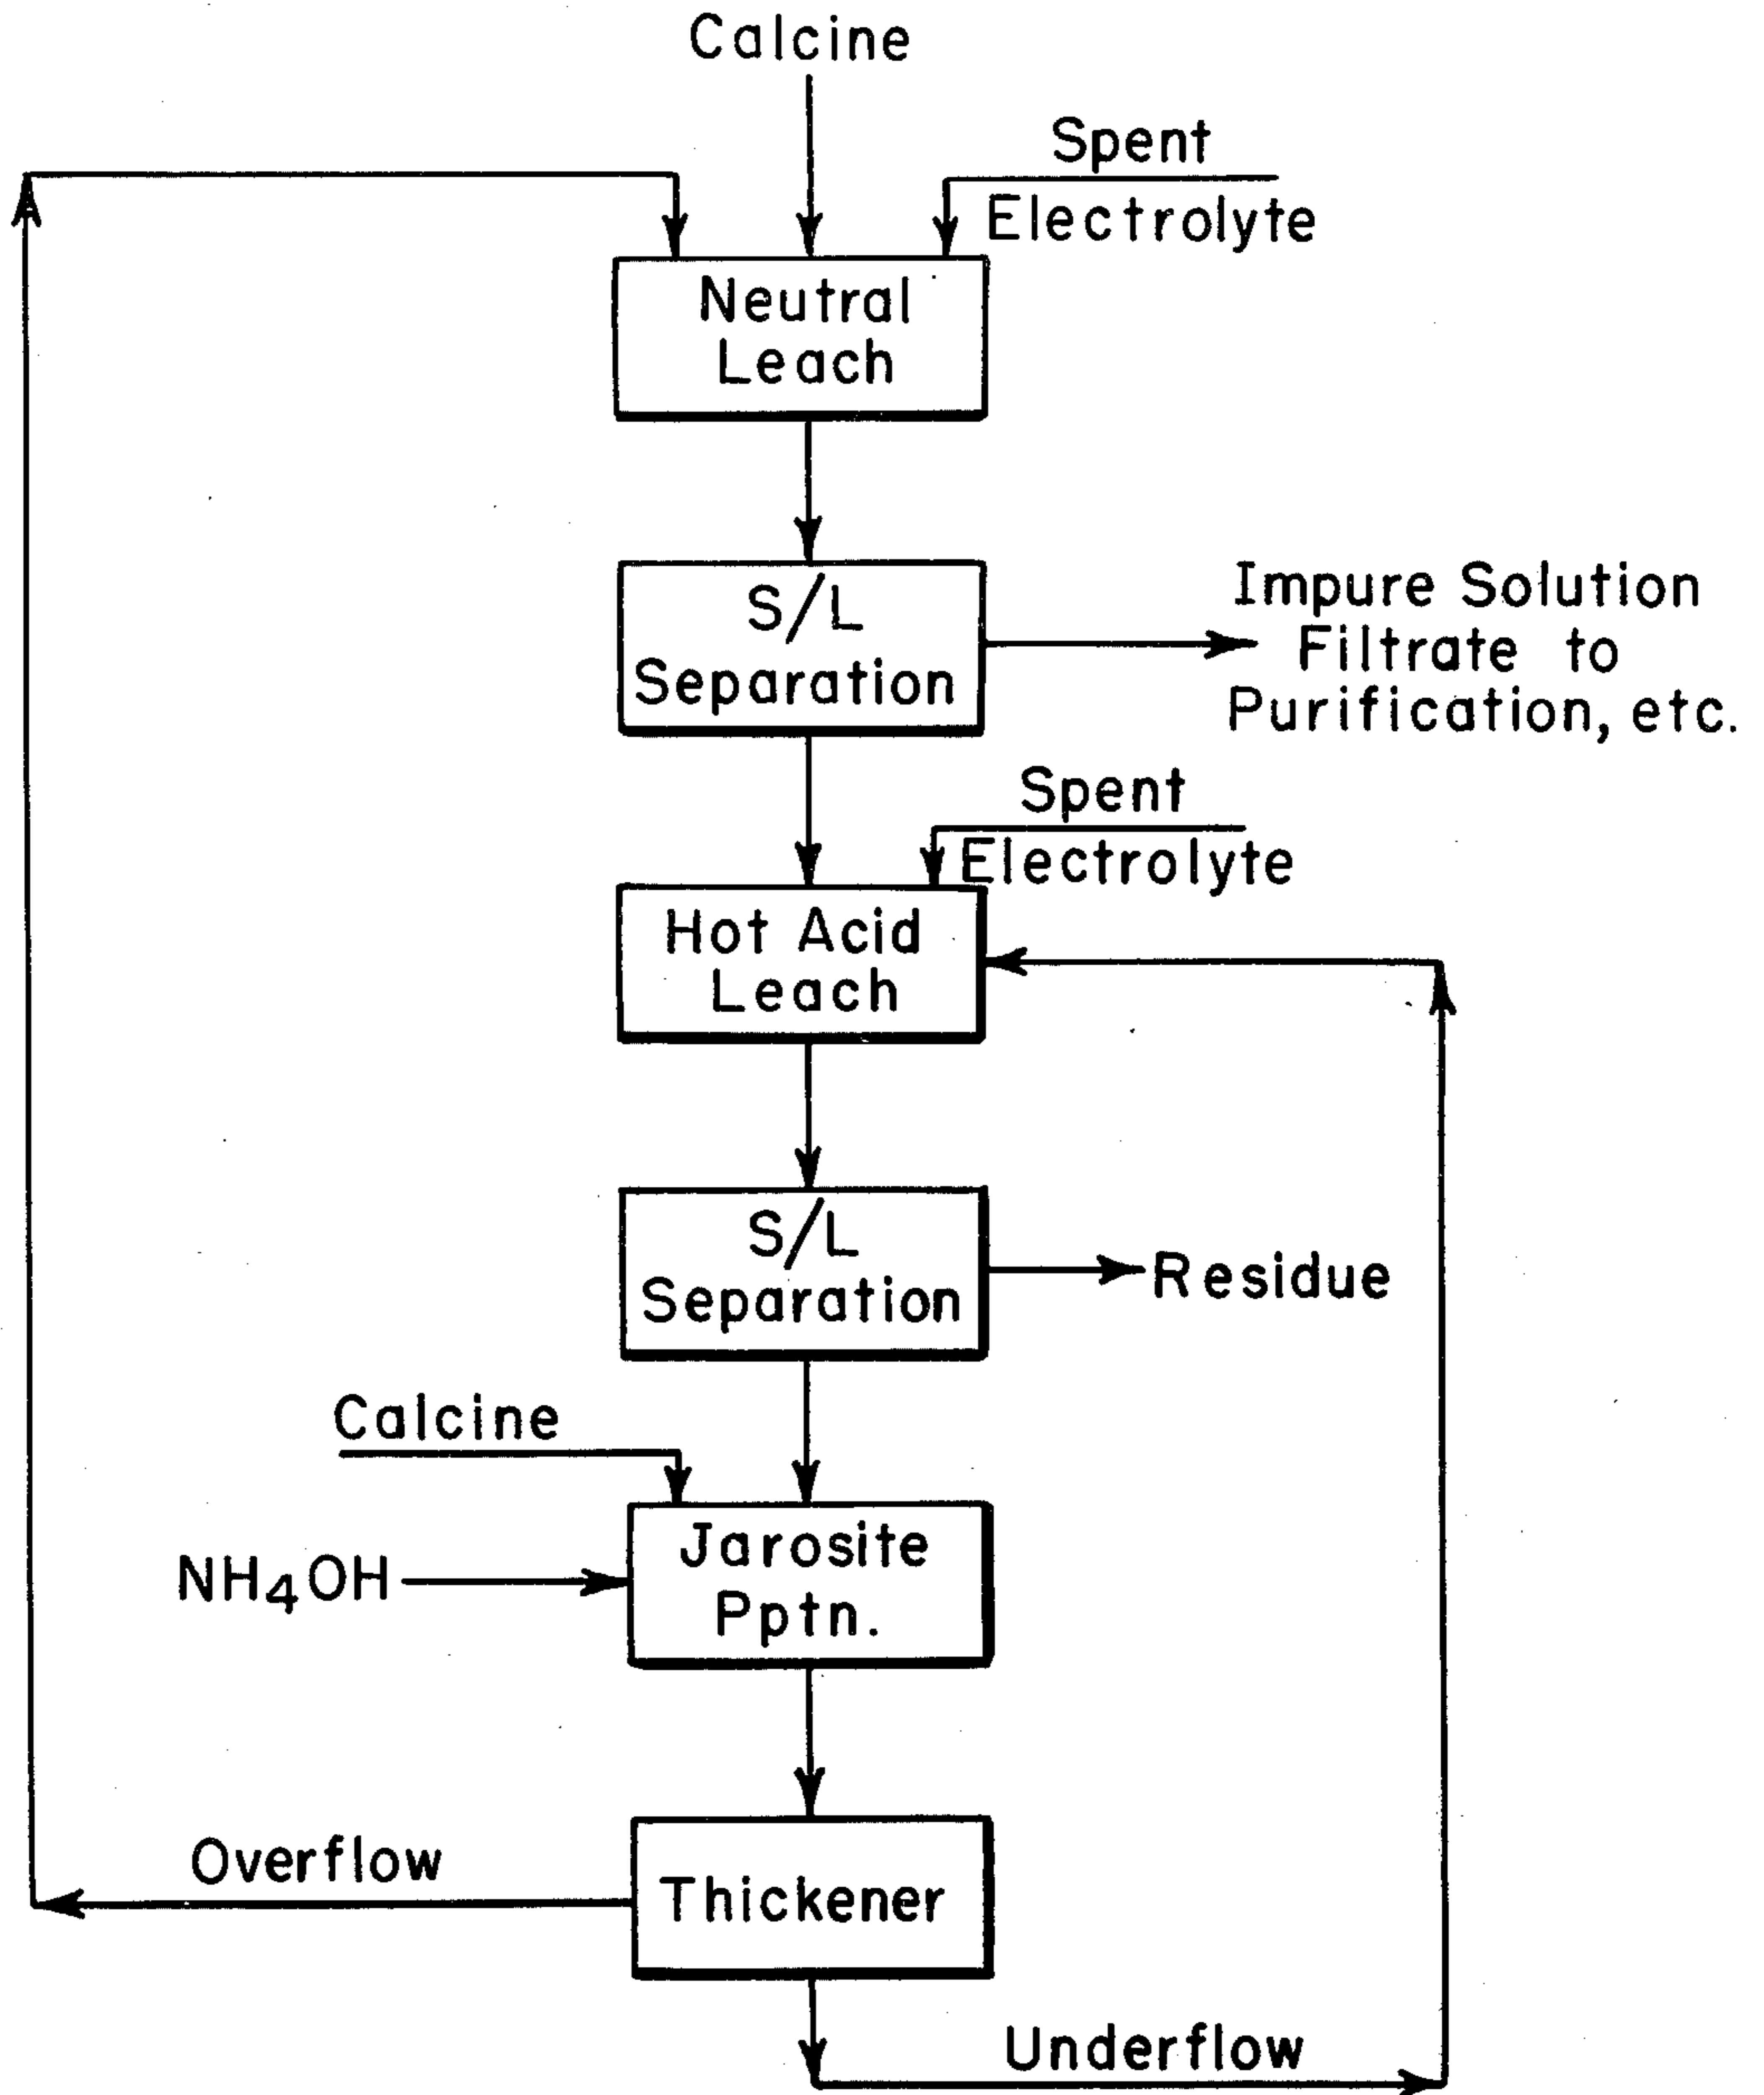 Calcine
Spent
Electrolyte
Neutral
Leach
S/L
Separation
Impure Solution
Filtrate to
Purification, etc.
Spent
Electrolyte
Hot Acid
Leach
S/L
Separation
Residue
Calcine
NH₄OH
Jarosite
Pptn.
Overflow
Thickener
Underflow